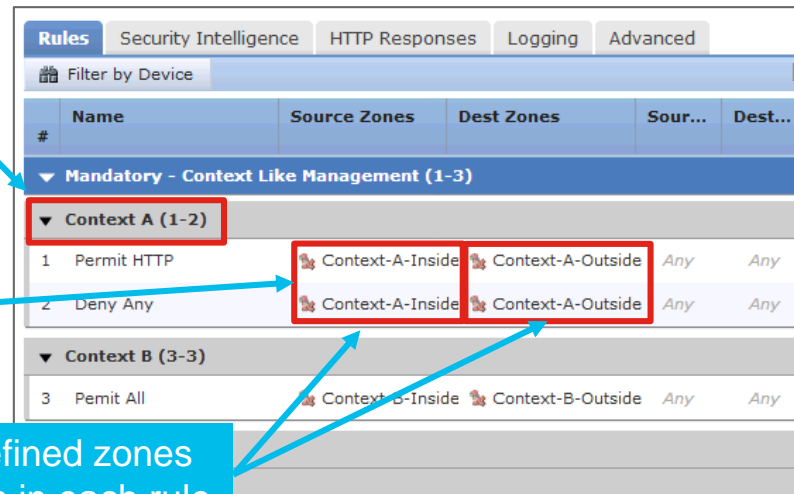 Rules Security Intelligence HTTP Responses Logging Advanced
Filter by Device
# Name Source Zones Dest Zones Sour... Dest...
Mandatory - Context Like Management (1-3)
Context A (1-2)
1 Permit HTTP Context-A-Inside Context-A-Outside Any Any
2 Deny Any Context-A-Inside Context-A-Outside Any Any
Context B (3-3)
3 Pemit All Context-B-Inside Context-B-Outside Any Any
zones
in each rule